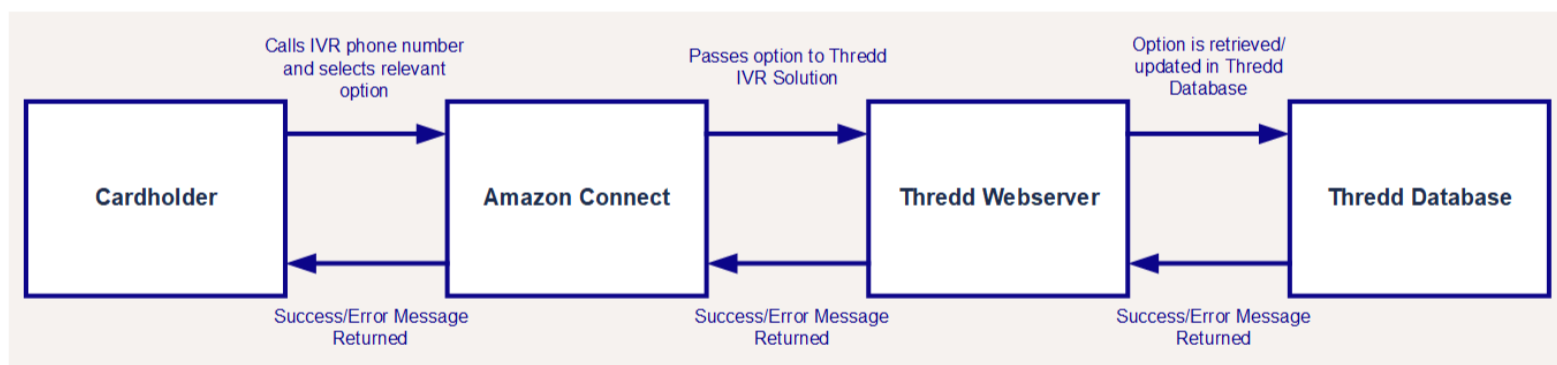 Calls IVR phone number
and selects relevant
option
Passes option to Thredd
IVR Solution
Option is retrieved/
updated in Thredd
Database
Cardholder
Amazon Connect
Thredd Webserver
Thredd Database
Success/Error Message
Returned
Success/Error Message
Returned
Success/Error Message
Returned